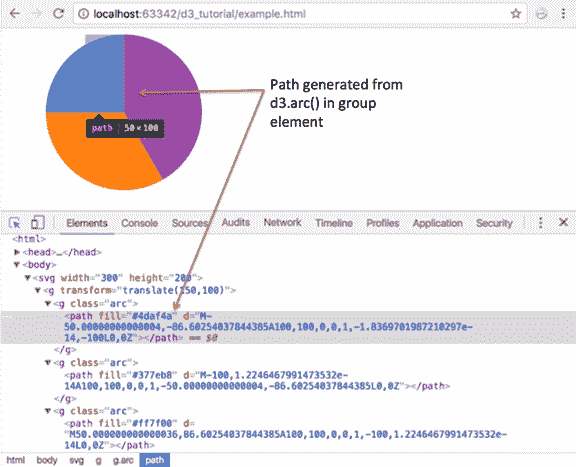 localhost:63342/d3_tutorial/example.html
Path generated from
d3.arc() in group
element
path 50×100
Elements Console Sources Audits Network Timeline Profiles Application Security
<html>
▶<head>…</head>
▼<body>
▼<svg width="300" height="200">
▼<g transform="translate(150,100)">
▼<g class="arc">
<path fill="#4daf4a" d="M-
50.00000000000004,-86.60254037844385A100,100,0,0,1,-1.8369701987210297e-
14,-100L0,0Z"></path> == $0
</g>
▼<g class="arc">
<path fill="#377eb8" d="M-100,1.2246467991473532e-
14A100,100,0,0,1,-50.00000000000004,-86.60254037844385L0,0Z"></path>
</g>
▼<g class="arc">
<path fill="#ff7f00" d=
"M50.000000000000036,86.60254037844385A100,100,0,0,1,-100,1.2246467991473532e-
14L0,0Z"></path>
html body svg g g.arc path